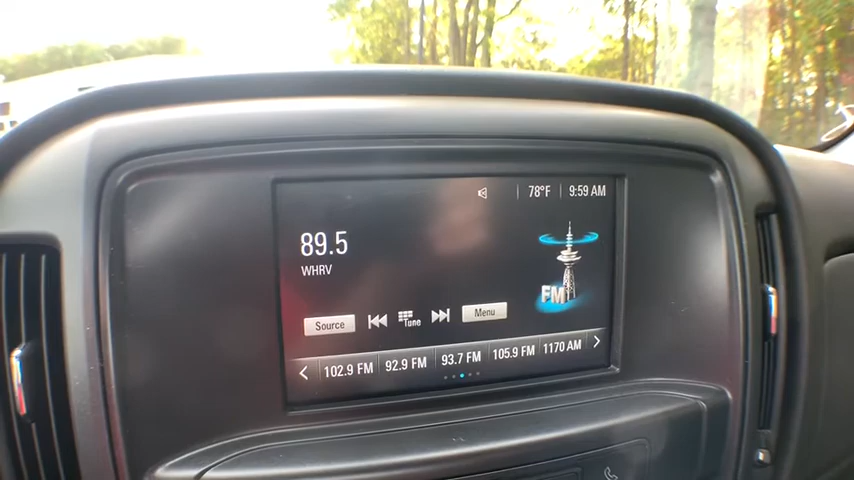 78°F 9:59 AM
89.5
WHRV
FM
Source Tune Menu
102.9 FM 92.9 FM 93.7 FM 105.9 FM 1170 AM